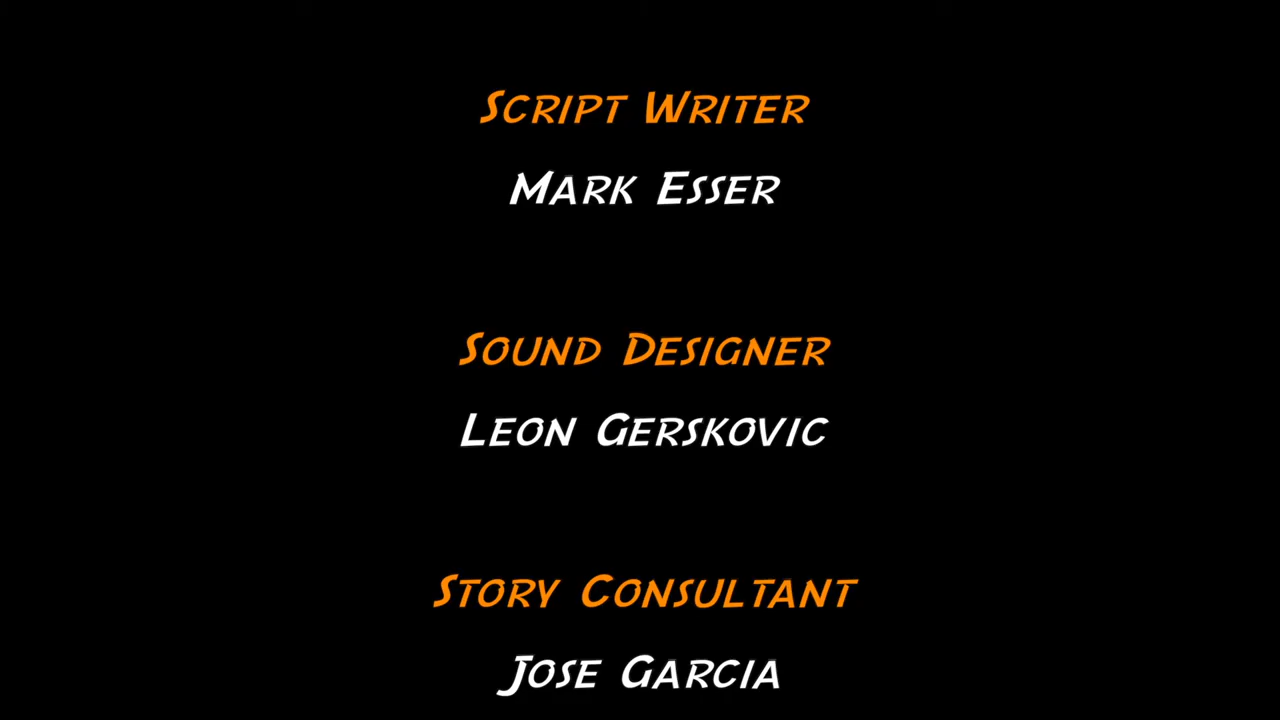 Script Writer
Mark Esser
Sound Designer
Leon Gerskovic
Story Consultant
Jose Garcia